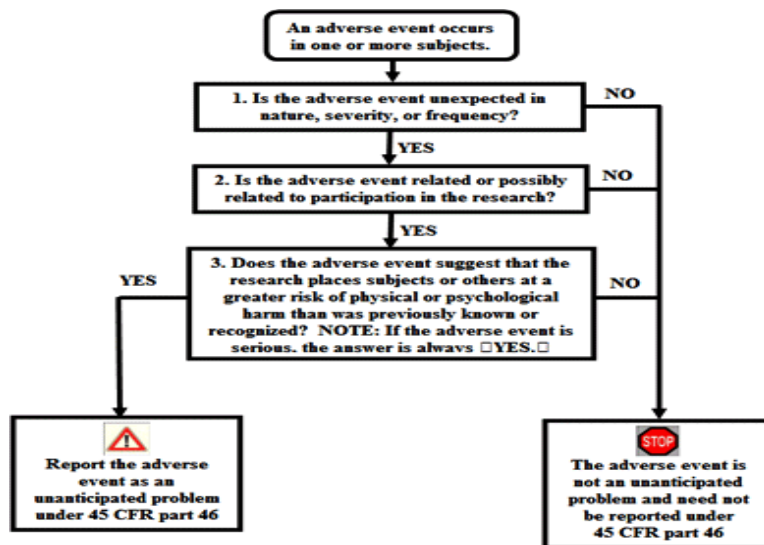 An adverse event occurs
in one or more subjects.
1. Is the adverse event unexpected in
nature, severity, or frequency?
NO
YES
2. Is the adverse event related or possibly
related to participation in the research?
NO
YES
3. Does the adverse event suggest that the
research places subjects or others at a
greater risk of physical or psychological
harm than was previously known or
recognized? NOTE: If the adverse event is
serious, the answer is always □YES.□
YES
NO
Report the adverse
event as an
unanticipated problem
under 45 CFR part 46
STOP
The adverse event is
not an unanticipated
problem and need not
be reported under
45 CFR part 46